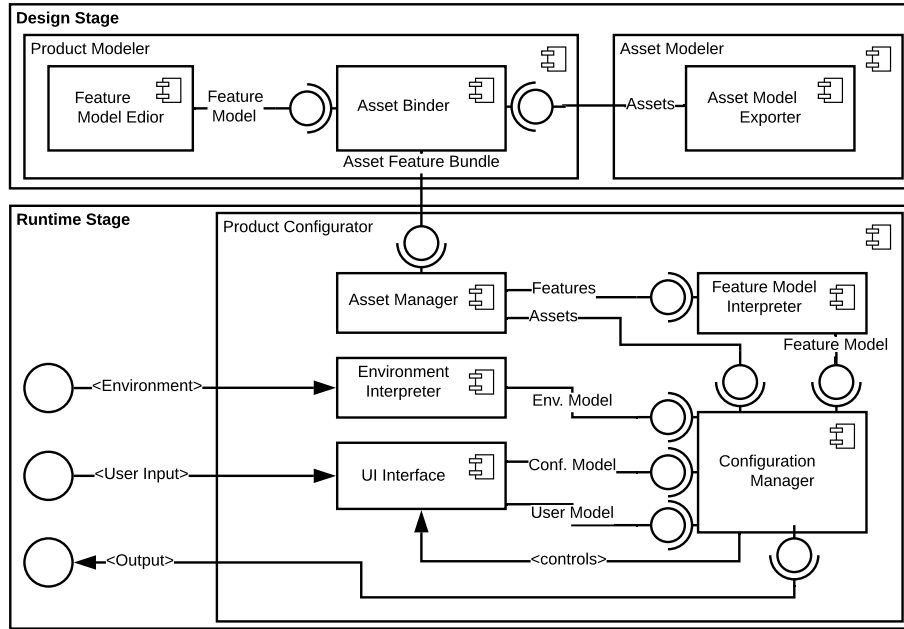 Design Stage
Product Modeler
Asset Modeler
Feature
Model Edior
Feature
Model
Asset Binder
Assets
Asset Model
Exporter
Asset Feature Bundle
Runtime Stage
Product Configurator
Asset Manager
Features
Assets
Feature Model
Interpreter
Feature Model
<Environment>
Environment
Interpreter
Env. Model
<User Input>
UI Interface
Conf. Model
User Model
Configuration
Manager
<Output>
<controls>